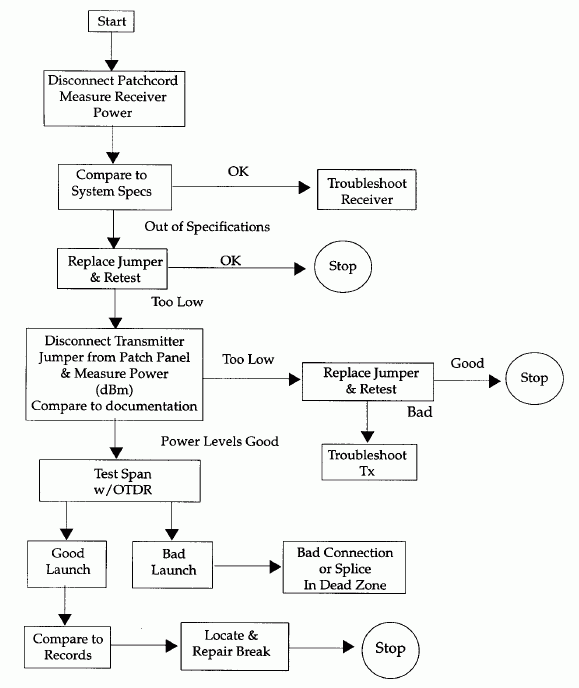 Start
Disconnect Patchcord
Measure Receiver
Power
Compare to
System Specs
OK
Troubleshoot
Receiver
Out of Specifications
Replace Jumper
& Retest
OK
Stop
Too Low
Disconnect Transmitter
Jumper from Patch Panel
& Measure Power
(dBm)
Compare to documentation
Too Low
Replace Jumper
& Retest
Good
Stop
Bad
Troubleshoot
Tx
Power Levels Good
Test Span
w/OTDR
Good
Launch
Bad
Launch
Bad Connection
or Splice
In Dead Zone
Compare to
Records
Locate &
Repair Break
Stop